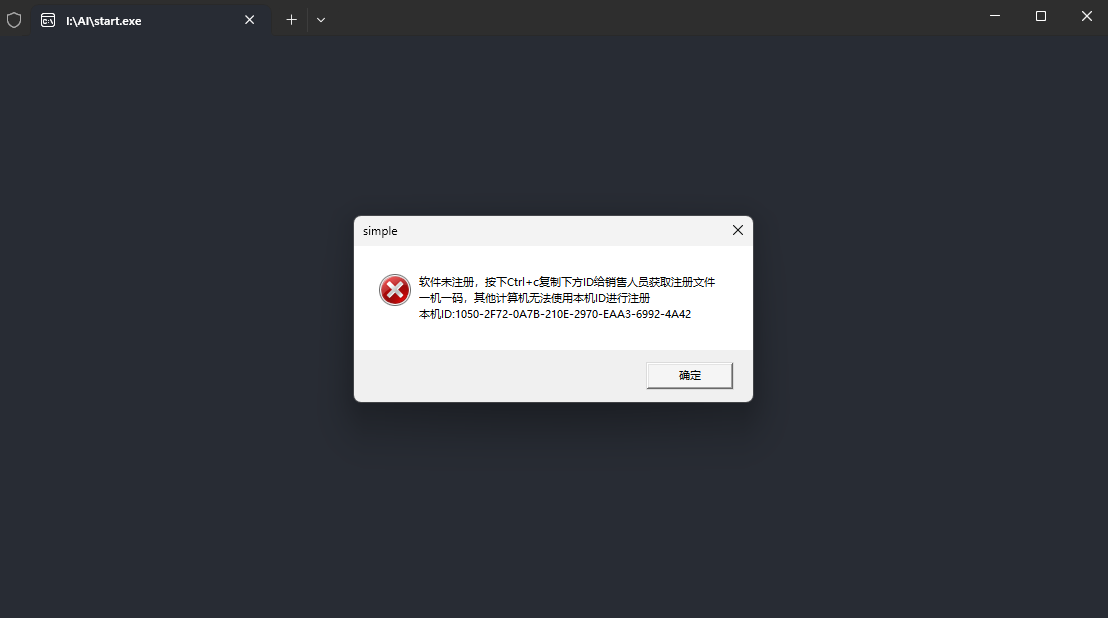 I:\AI\start.exe
simple
软件未注册，按下Ctrl+c复制下方ID给销售人员获取注册文件
一机一码，其他计算机无法使用本机ID进行注册
本机ID:1050-2F72-0A7B-210E-2970-EAA3-6992-4A42
确定